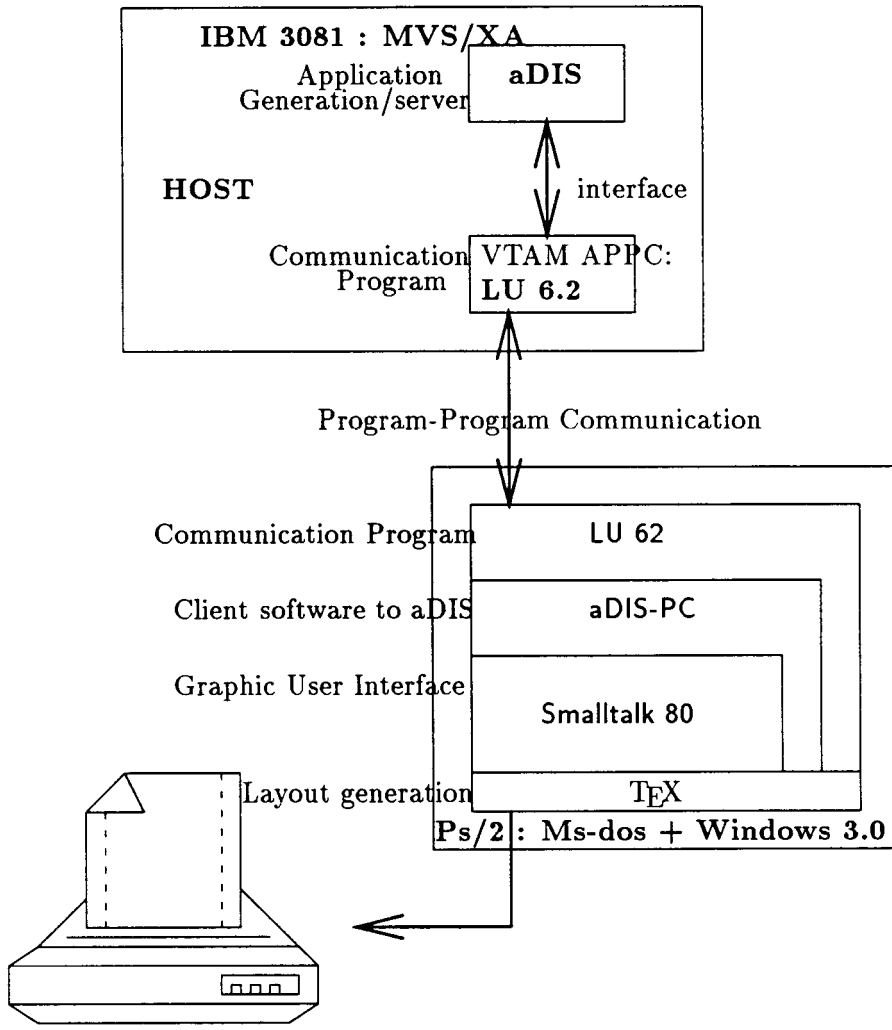 IBM 3081 : MVS/XA
Application
Generation/server
aDIS
HOST
interface
Communication
Program
VTAM APPC:
LU 6.2
Program-Program Communication
Communication Program
LU 62
Client software to aDIS
aDIS-PC
Graphic User Interface
Smalltalk 80
Layout generation
TEX
Ps/2 : Ms-dos + Windows 3.0